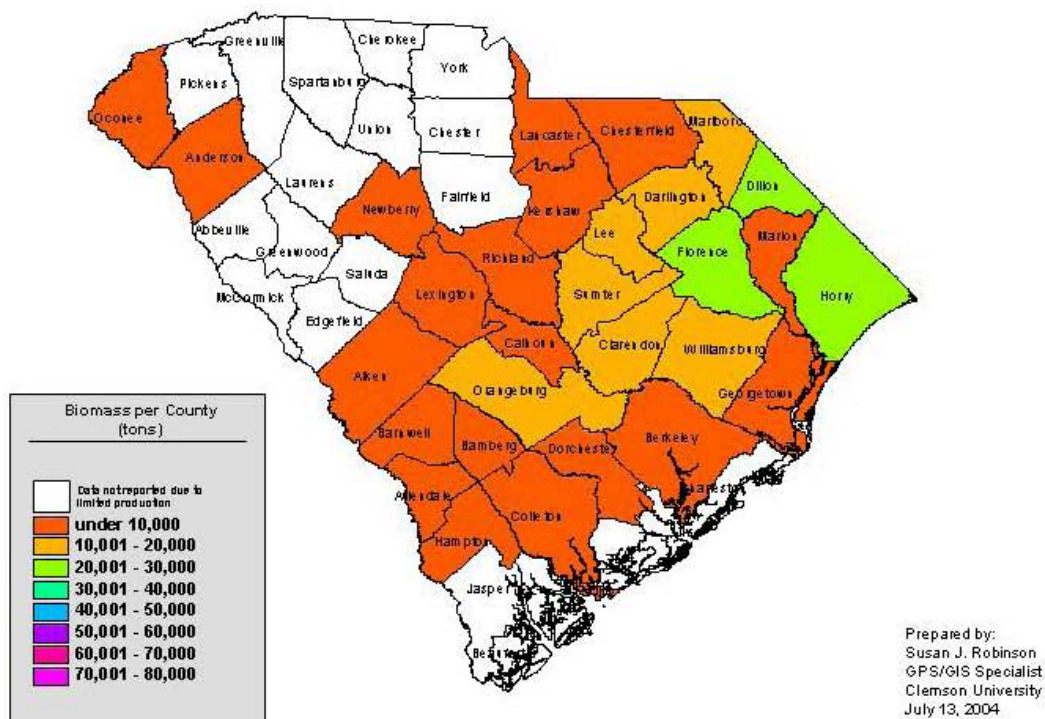 Cherokee
Greenville
York
Pickens
Spartanburg
Oconee
Union
Chester
Lancaster
Chesterfield
Marlboro
Anderson
Laurens
Dillon
Darlington
Fairfield
Newberry
Kershaw
Abbeville
Lee
Marion
Greenwood
Florence
Richland
Saluda
McCormick
Lexington
Sumter
Horry
Edgefield
Calhoun
Clarendon
Williamsburg
Aiken
Orangeburg
Georgetown
Barnwell
Bamberg
Dorchester
Berkeley
Allendale
Colleton
Hampton
Jasper
Biomass per County
(tons)
Data not reported due to
limited production
under 10,000
10,001 - 20,000
20,001 - 30,000
30,001 - 40,000
40,001 - 50,000
50,001 - 60,000
60,001 - 70,000
70,001 - 80,000
Prepared by:
Susan J. Robinson
GPS/GIS Specialist
Clemson University
July 13, 2004